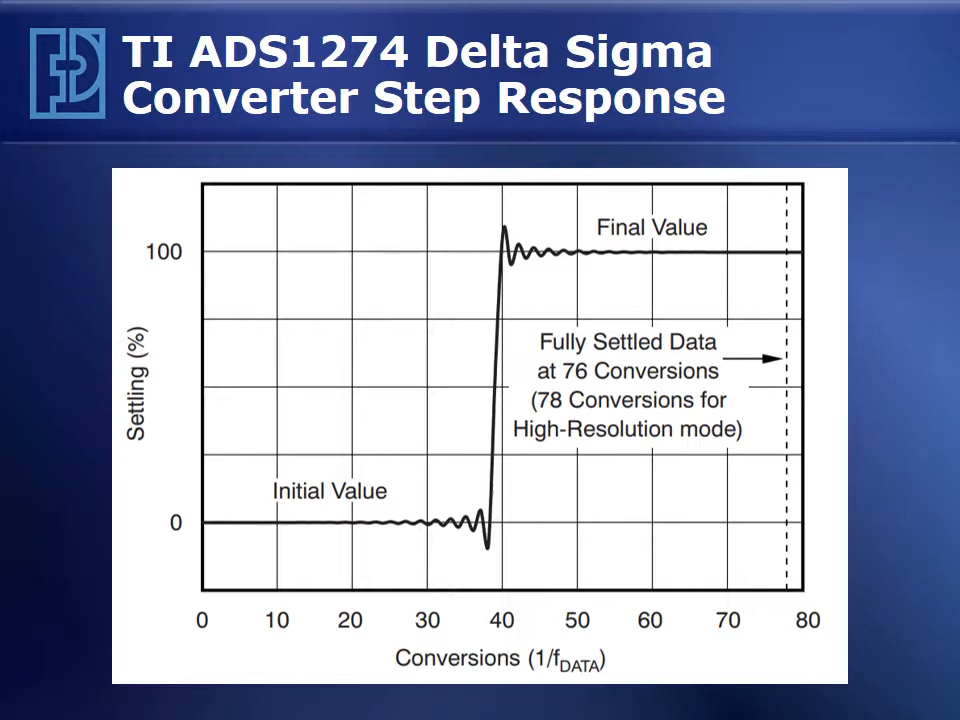 TI ADS1274 Delta Sigma
Converter Step Response
Final Value
100
Fully Settled Data
at 76 Conversions
(78 Conversions for
High-Resolution mode)
Settling (%)
Initial Value
0
0 10 20 30 40 50 60 70 80
Conversions (1/fDATA)